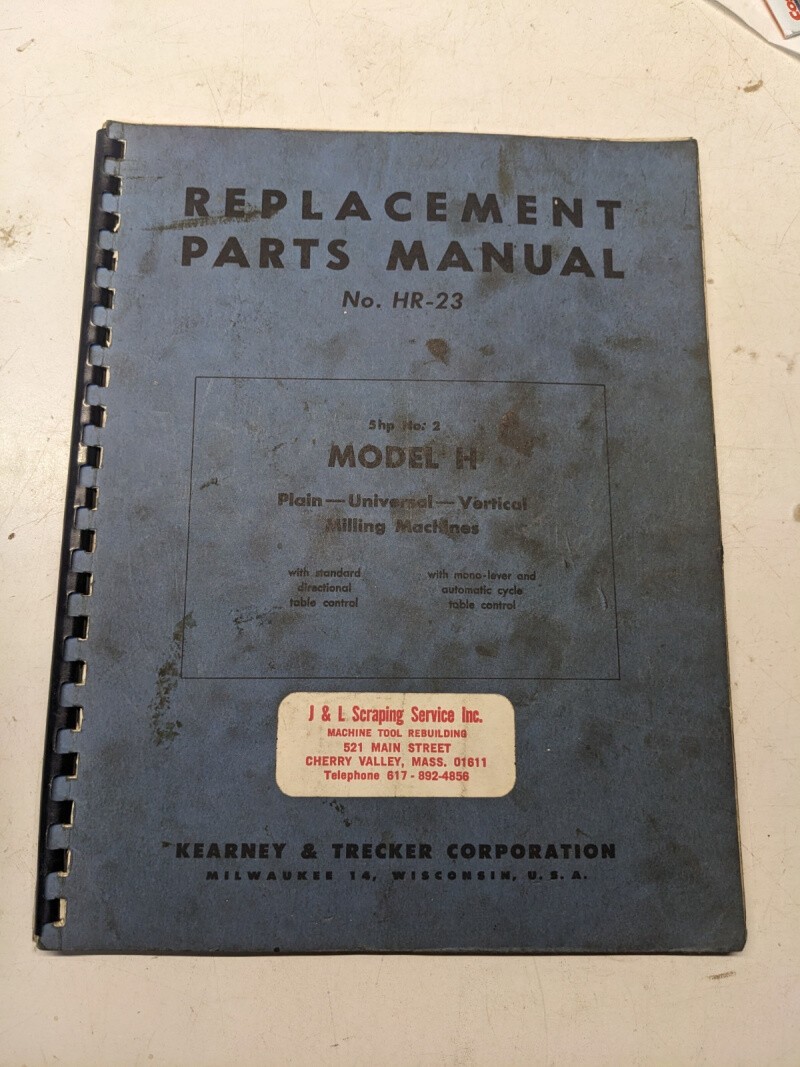 REPLACEMENT
PARTS MANUAL
No. HR-23
5hp No. 2
MODEL H
Plain—Universal—Vertical
Milling Machines
with standard
directional
table control
with mono-lever and
automatic cycle
table control
J & L Scraping Service Inc.
MACHINE TOOL REBUILDING
521 MAIN STREET
CHERRY VALLEY, MASS. 01611
Telephone 617 - 892-4856
KEARNEY & TRECKER CORPORATION
MILWAUKEE 14, WISCONSIN, U. S. A.